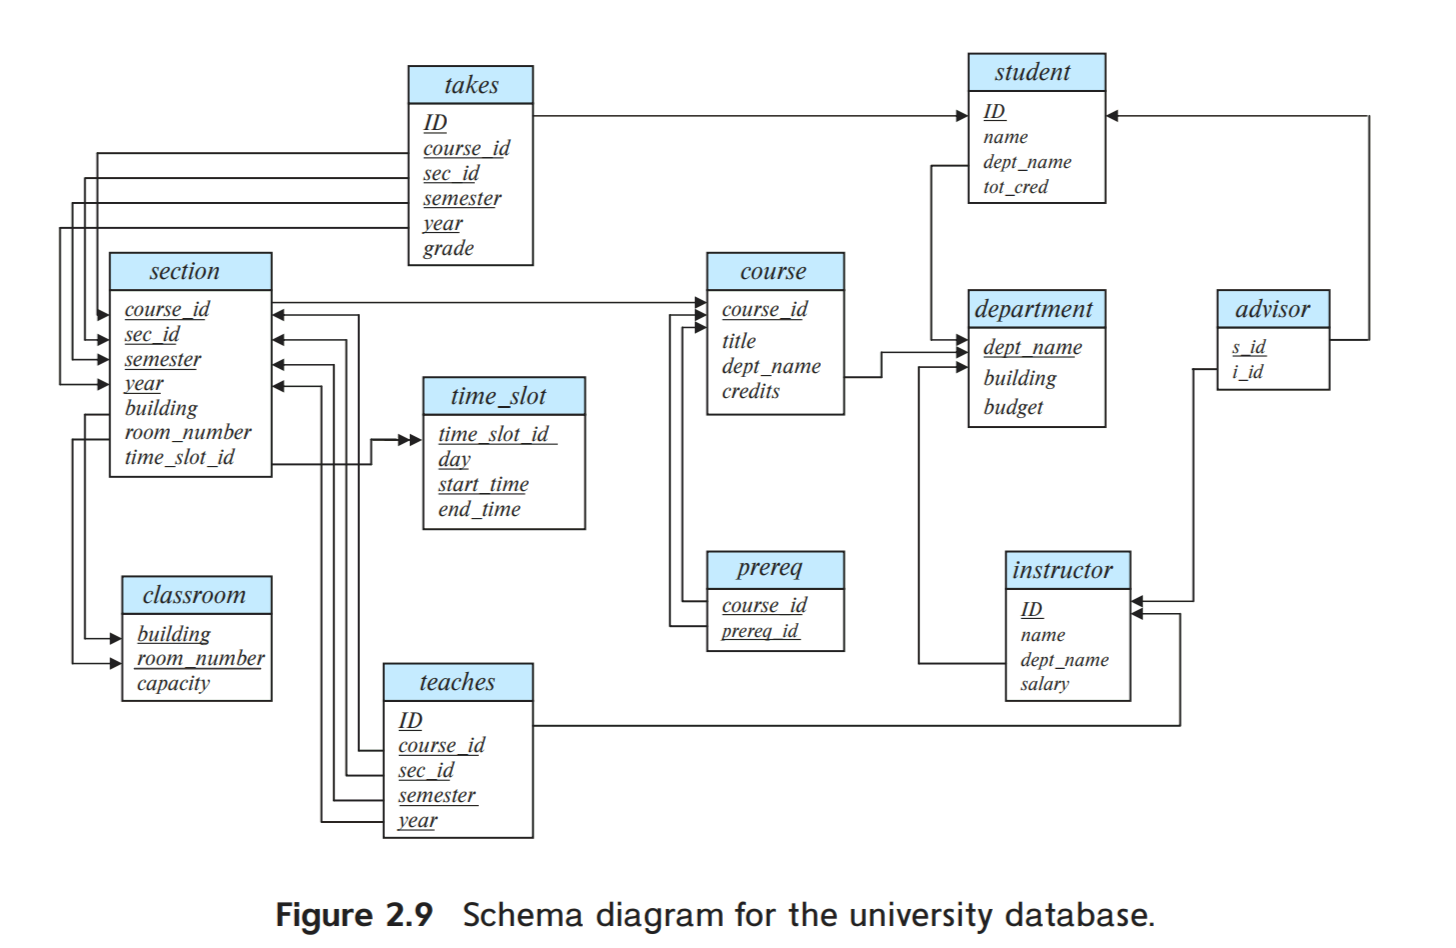 takes
ID
course_id
sec_id
semester
year
grade
student
ID
name
dept_name
tot_cred
section
course_id
sec_id
semester
year
building
room_number
time_slot_id
course
course_id
title
dept_name
credits
department
dept_name
building
budget
advisor
s_id
i_id
time_slot
time_slot_id
day
start_time
end_time
prereq
course_id
prereq_id
instructor
ID
name
dept_name
salary
classroom
building
room_number
capacity
teaches
ID
course_id
sec_id
semester
year
Figure 2.9 Schema diagram for the university database.